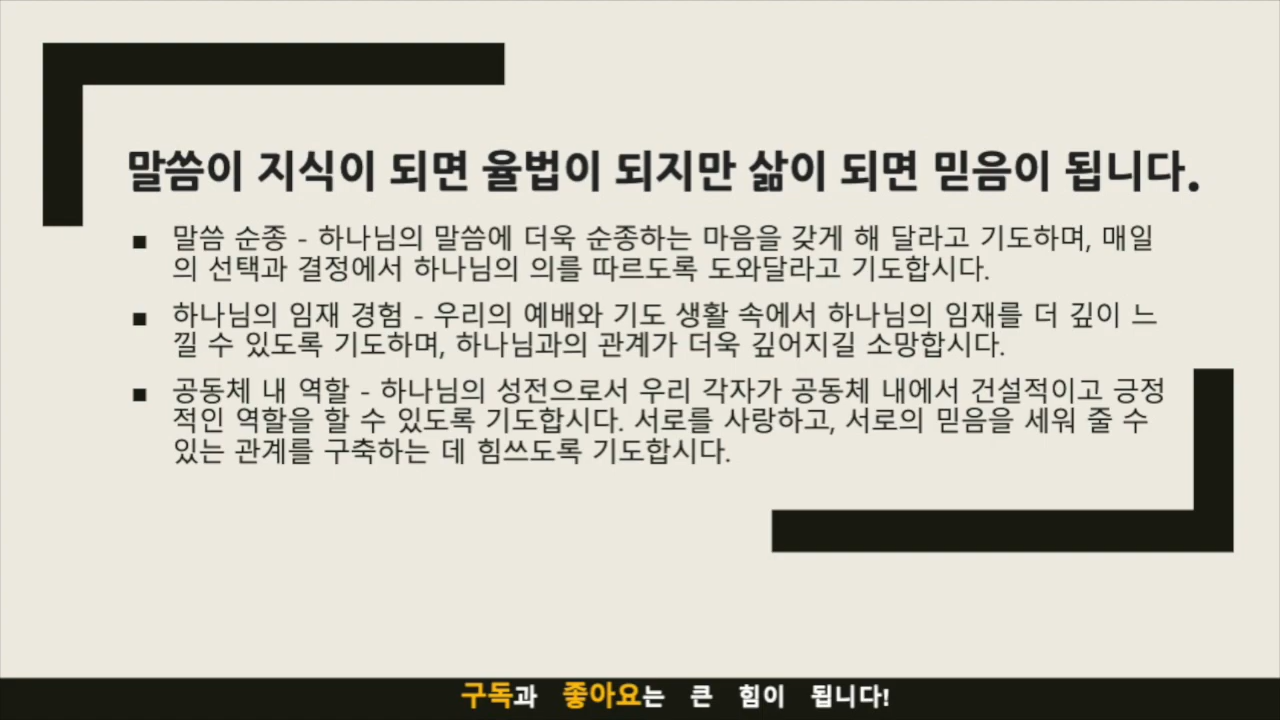 말씀이 지식이 되면 율법이 되지만 삶이 되면 믿음이 됩니다.
■ 말씀 순종 - 하나님의 말씀에 더욱 순종하는 마음을 갖게 해 달라고 기도하며, 매일
의 선택과 결정에서 하나님의 의를 따르도록 도와달라고 기도합시다.
■ 하나님의 임재 경험 - 우리의 예배와 기도 생활 속에서 하나님의 임재를 더 깊이 느
낄 수 있도록 기도하며, 하나님과의 관계가 더욱 깊어지길 소망합시다.
■ 공동체 내 역할 - 하나님의 성전으로서 우리 각자가 공동체 내에서 건설적이고 긍정
적인 역할을 할 수 있도록 기도합시다. 서로를 사랑하고, 서로의 믿음을 세워 줄 수
있는 관계를 구축하는 데 힘쓰도록 기도합시다.
구독과 좋아요는 큰 힘이 됩니다!